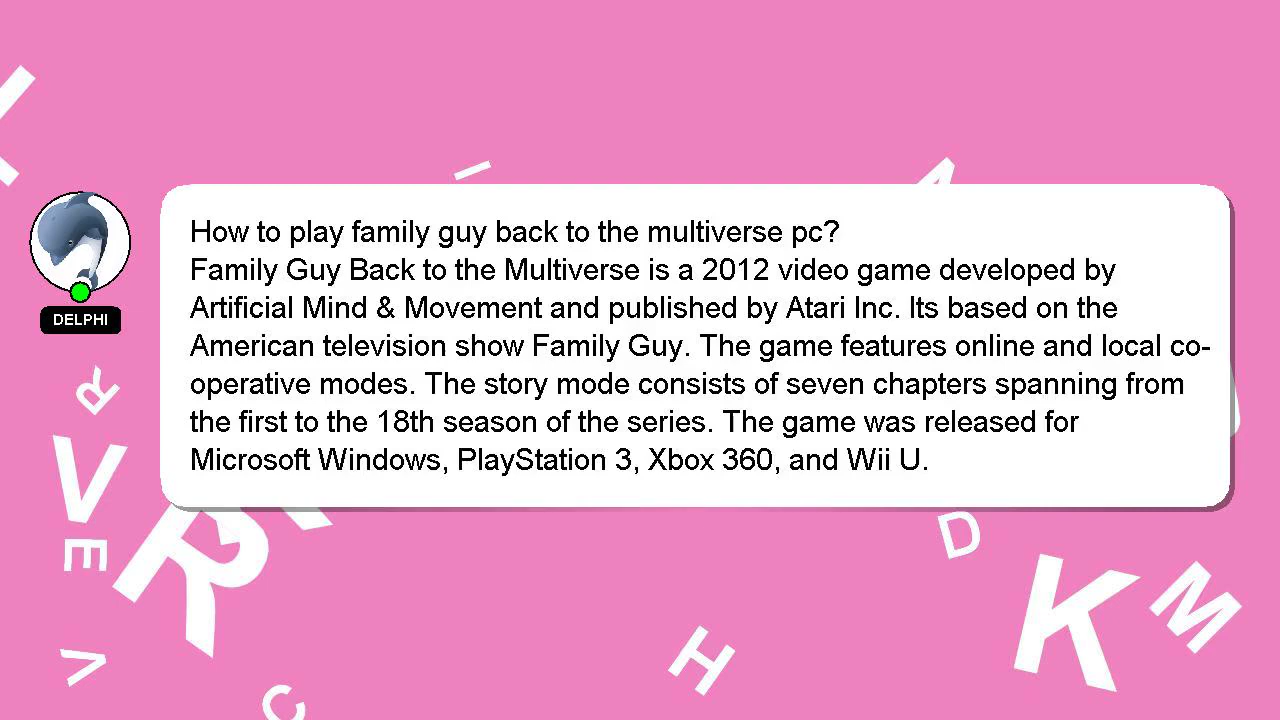 How to play family guy back to the multiverse pc?
Family Guy Back to the Multiverse is a 2012 video game developed by
Artificial Mind & Movement and published by Atari Inc. Its based on the
American television show Family Guy. The game features online and local co-
operative modes. The story mode consists of seven chapters spanning from
the first to the 18th season of the series. The game was released for
Microsoft Windows, PlayStation 3, Xbox 360, and Wii U.
DELPHI
I
A
R
V
E
R
V
C
H
D
K
M